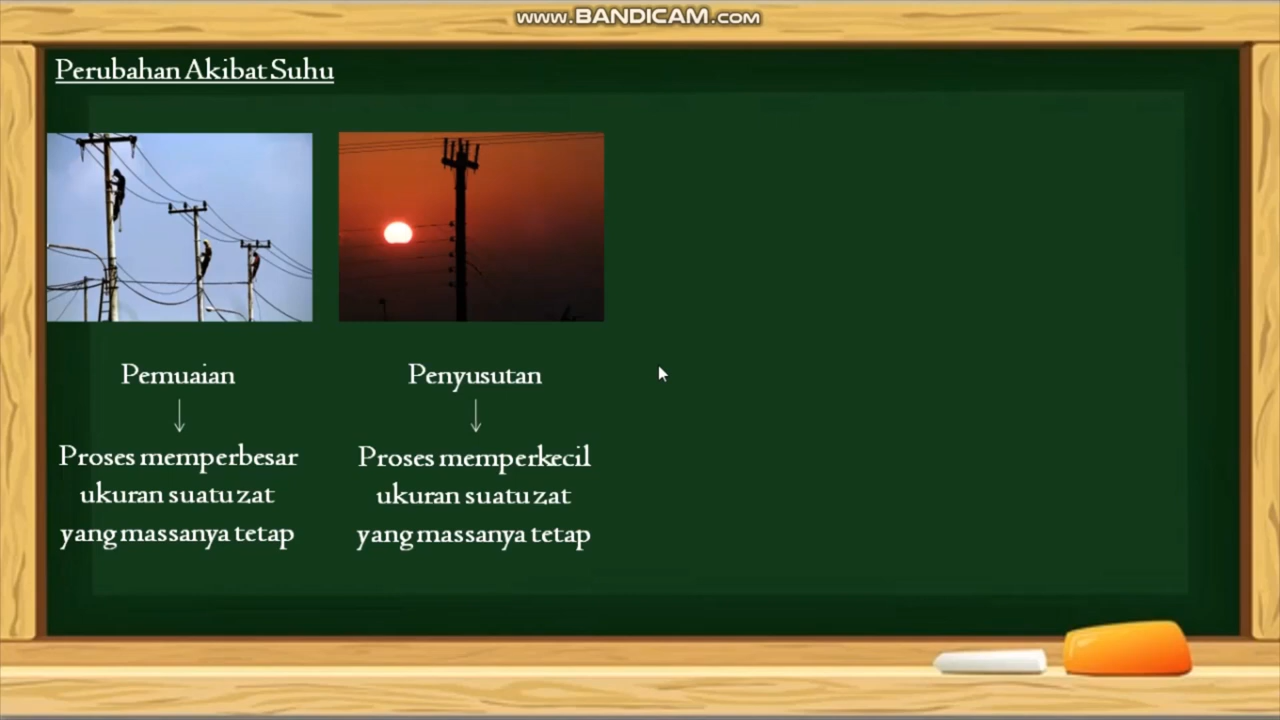 www.BANDICAM.com
Perubahan Akibat Suhu
Pemuaian
Proses memperbesar
ukuran suatu zat
yang massanya tetap
Penyusutan
Proses memperkecil
ukuran suatu zat
yang massanya tetap